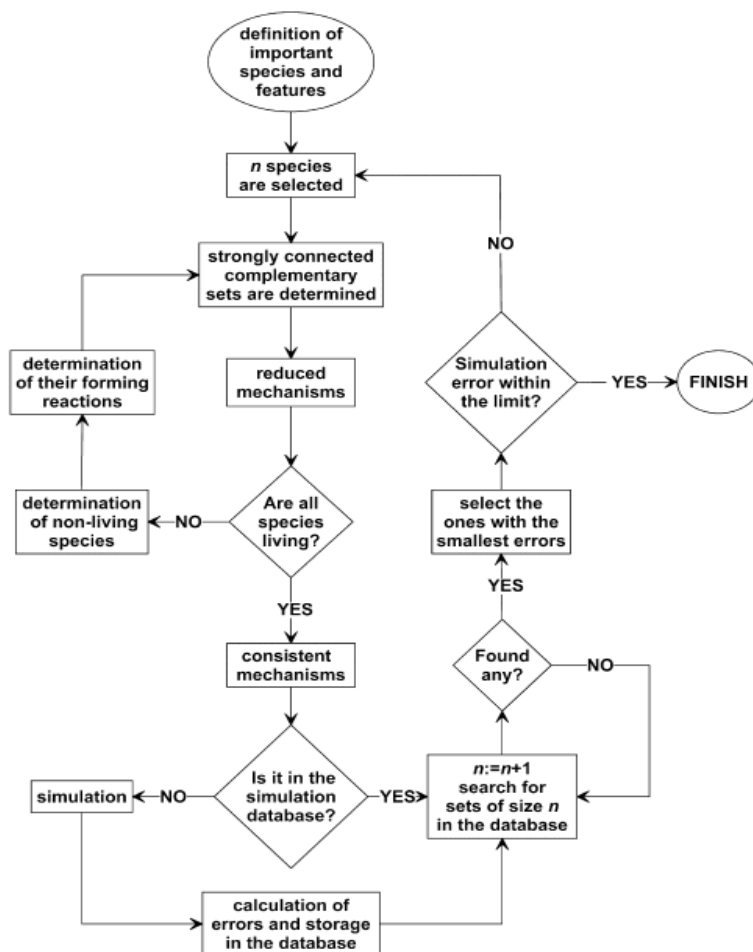 definition of
important
species and
features
n species
are selected
NO
strongly connected
complementary
sets are determined
determination
of their forming
reactions
reduced
mechanisms
Simulation
error within
the limit?
YES
FINISH
determination
of non-living
species
NO
Are all
species
living?
select the
ones with the
smallest errors
YES
YES
consistent
mechanisms
Found
any?
NO
simulation
NO
Is it in the
simulation
database?
YES
n:=n+1
search for
sets of size n
in the database
calculation of
errors and storage
in the database